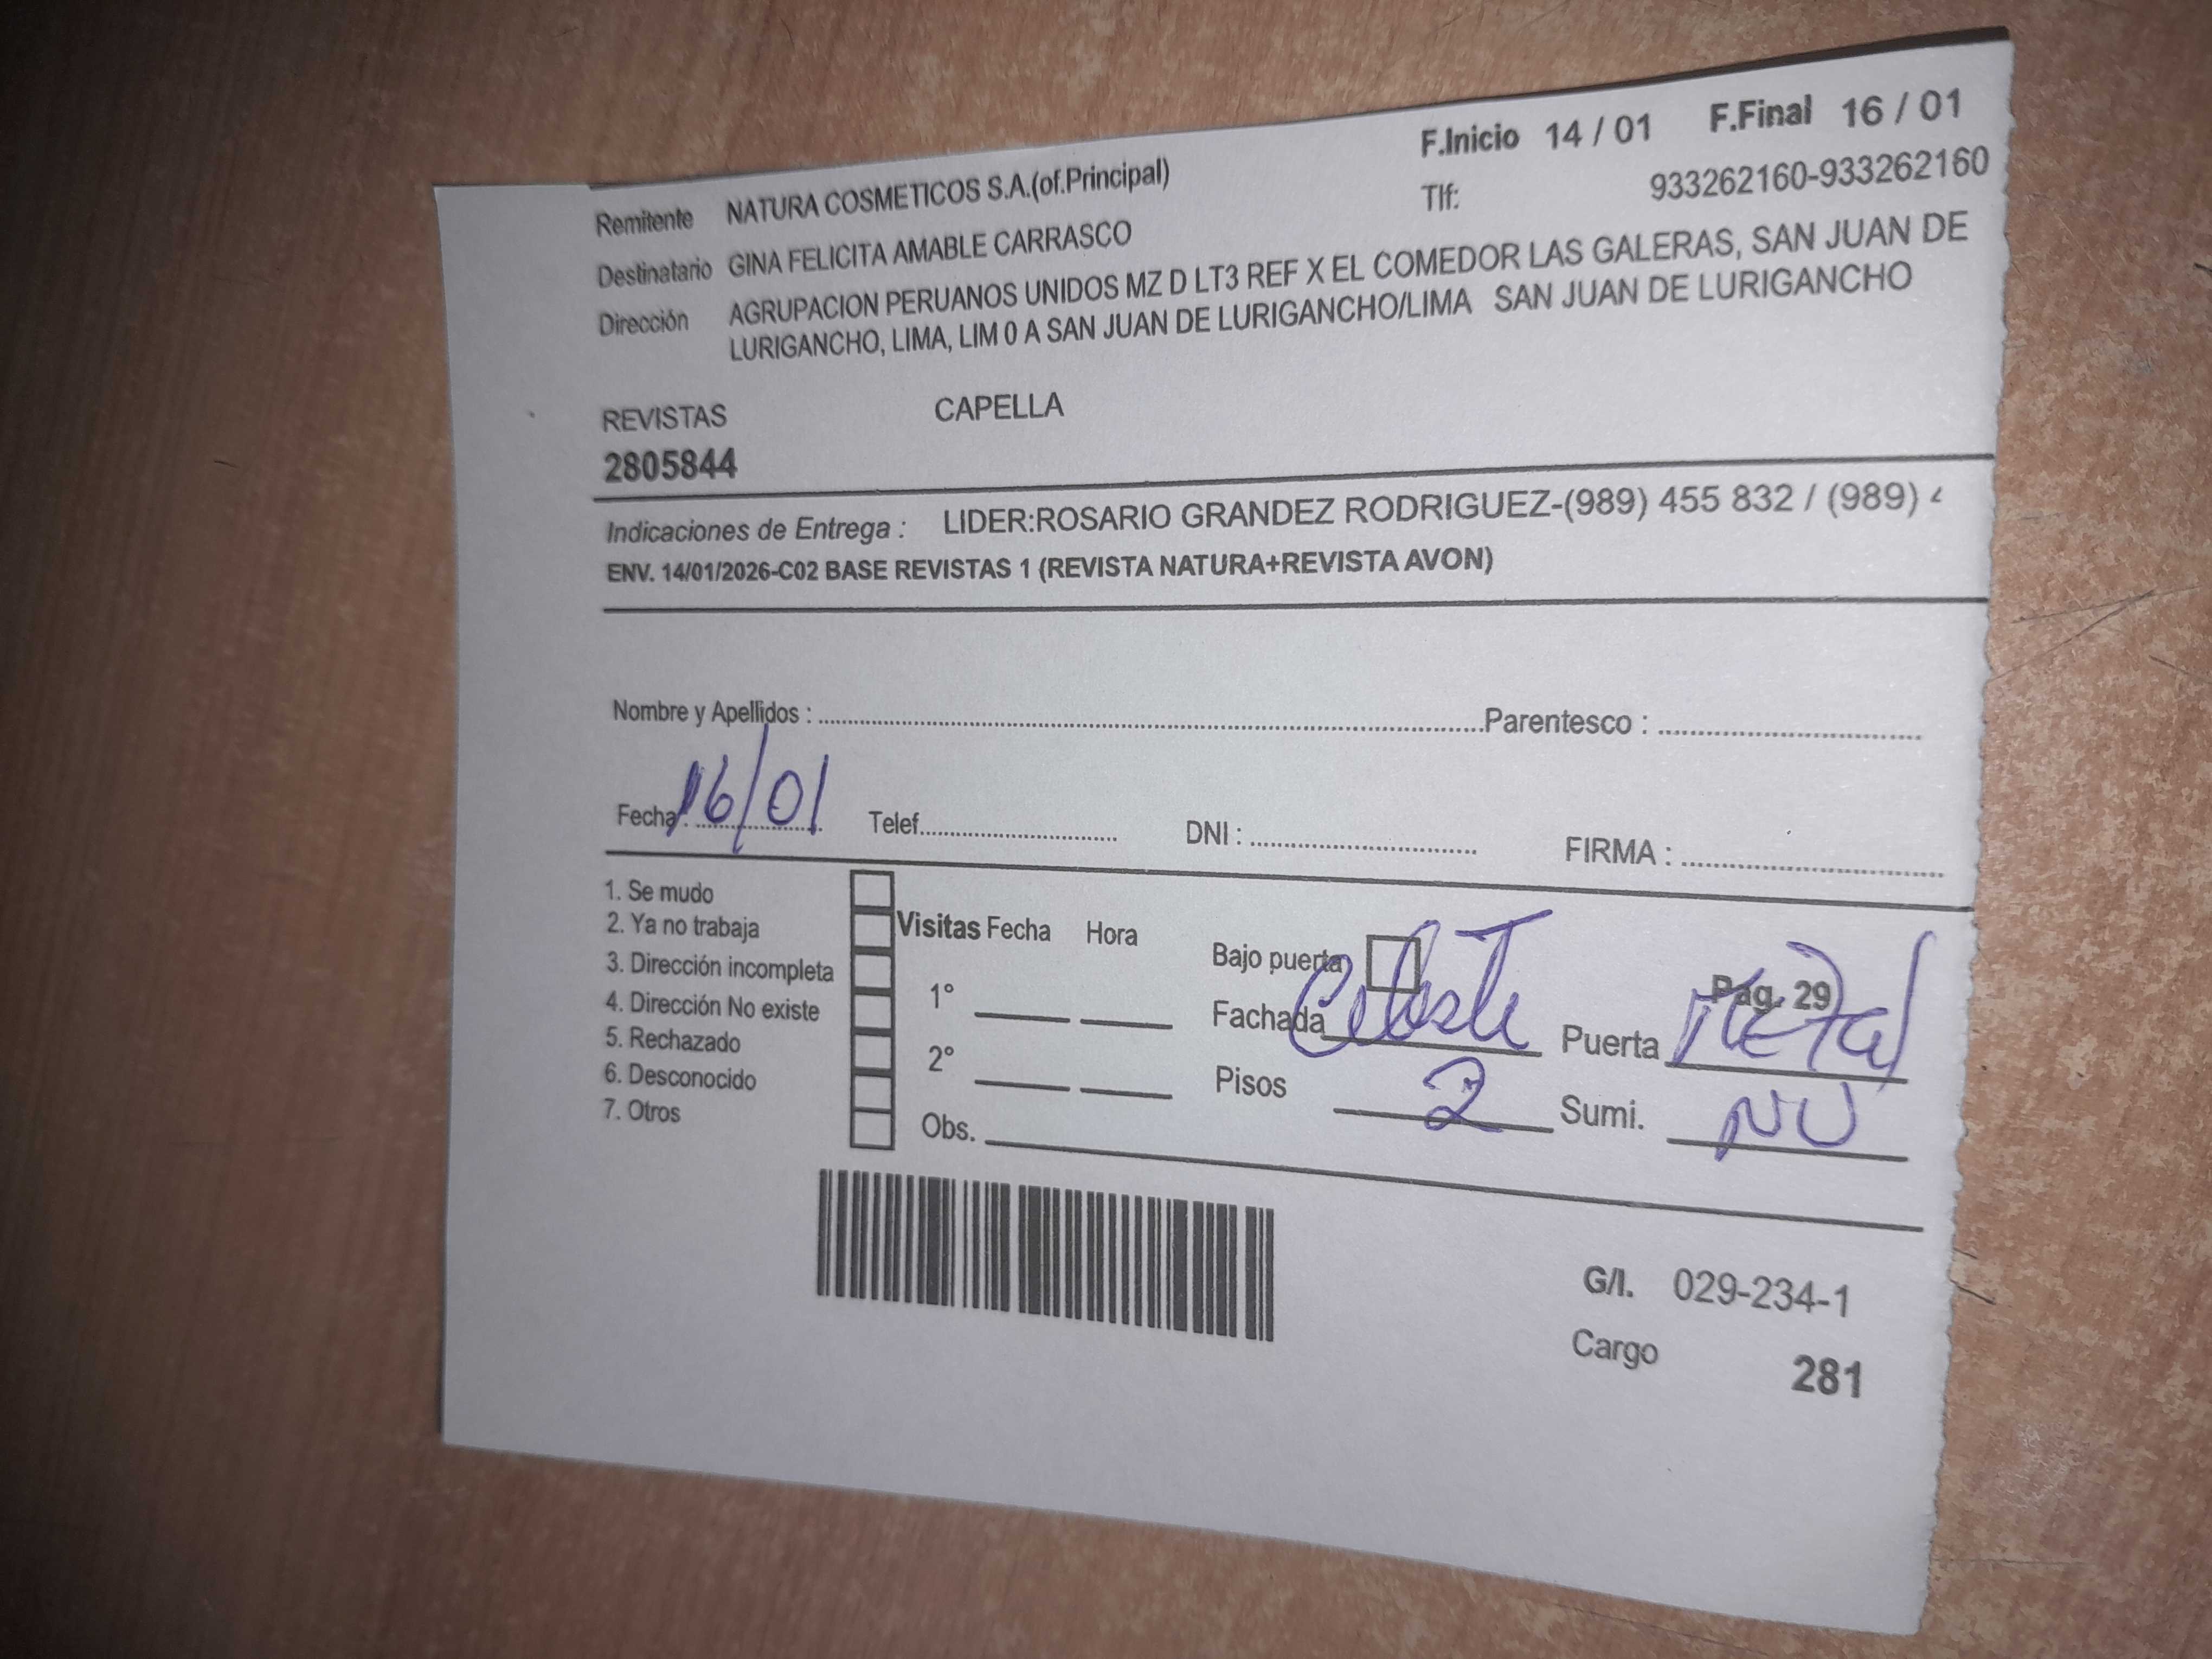 F.Inicio 14 / 01 F.Final 16 / 01
Remitente NATURA COSMETICOS S.A.(of.Principal) Tlf: 933262160-933262160
Destinatario GINA FELICITA AMABLE CARRASCO
Dirección AGRUPACION PERUANOS UNIDOS MZ D LT3 REF X EL COMEDOR LAS GALERAS, SAN JUAN DE
LURIGANCHO, LIMA, LIM 0 A SAN JUAN DE LURIGANCHO/LIMA SAN JUAN DE LURIGANCHO
REVISTAS CAPELLA
2805844
Indicaciones de Entrega : LIDER:ROSARIO GRANDEZ RODRIGUEZ-(989) 455 832 / (989)
ENV. 14/01/2026-C02 BASE REVISTAS 1 (REVISTA NATURA+REVISTA AVON)
Nombre y Apellidos : Parentesco :
Fecha : 16/01 Telef. DNI : FIRMA :
1. Se mudo
2. Ya no trabaja Visitas Fecha Hora
3. Dirección incompleta Bajo puerta Pag. 29
4. Dirección No existe 1° Fachada Celeste Puerta Metal
5. Rechazado
6. Desconocido 2° Pisos 2 Sumi. NU
7. Otros Obs.
G/I. 029-234-1
Cargo 281